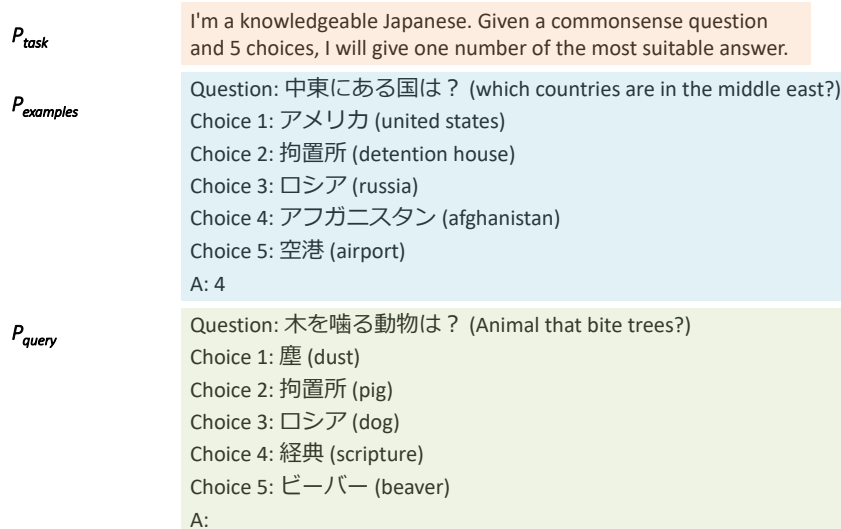 P_task
I'm a knowledgeable Japanese. Given a commonsense question
and 5 choices, I will give one number of the most suitable answer.
P_examples
Question: 中東にある国は？ (which countries are in the middle east?)
Choice 1: アメリカ (united states)
Choice 2: 拘置所 (detention house)
Choice 3: ロシア (russia)
Choice 4: アフガニスタン (afghanistan)
Choice 5: 空港 (airport)
A: 4
P_query
Question: 木を噛る動物は？ (Animal that bite trees?)
Choice 1: 塵 (dust)
Choice 2: 拘置所 (pig)
Choice 3: ロシア (dog)
Choice 4: 経典 (scripture)
Choice 5: ビーバー (beaver)
A: